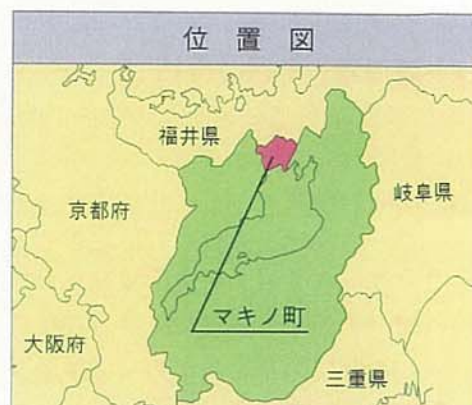 位置図
福井県
岐阜県
京都府
マキノ町
大阪府
三重県